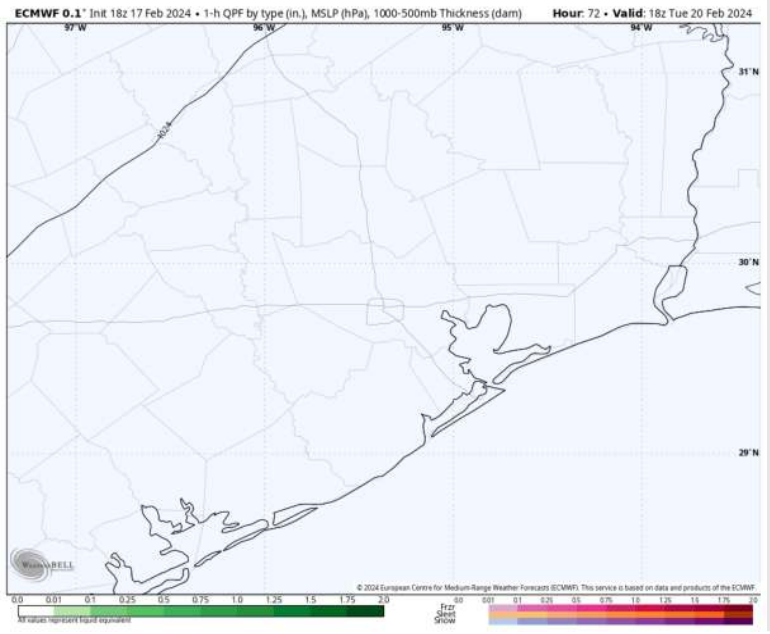 ECMWF 0.1° Init 18z 17 Feb 2024 • 1-h QPF by type (in.), MSLP (hPa), 1000-500mb Thickness (dam) Hour: 72 • Valid: 18z Tue 20 Feb 2024
97°W 96°W 95°W 94°W
31°N
1024
30°N
29°N
WEATHERBELL
© 2024 European Centre for Medium-Range Weather Forecasts (ECMWF). This service is based on data and products of the ECMWF.
0.0 0.01 0.1 0.25 0.5 0.75 1.0 1.25 1.5 1.75 2.0
All values represent liquid equivalent
0.0 0.01 0.1 0.25 0.5 0.75 1.0 1.25 1.5 1.75 2.0
Frzr
Sleet
Snow